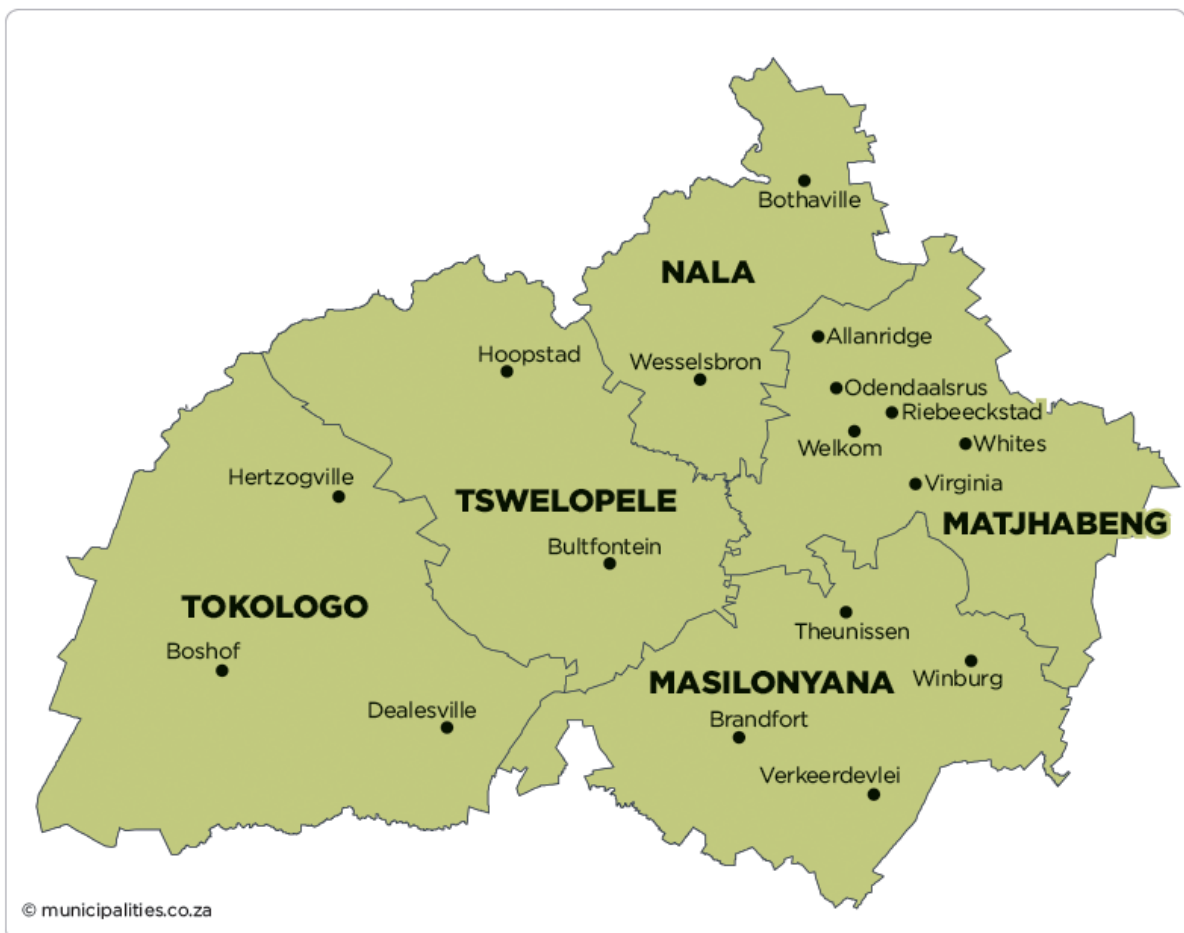 Bothaville
NALA
Allanridge
Hoopstad
Wesselsbron
Odendaalsrus
Riebeeckstad
Welkom
Whites
Hertzogville
Virginia
TSWELOPELE
MATJHABENG
Bultfontein
TOKOLOGO
Theunissen
Boshof
Winburg
MASILONYANA
Dealesville
Brandfort
Verkeerdevlei
© municipalities.co.za